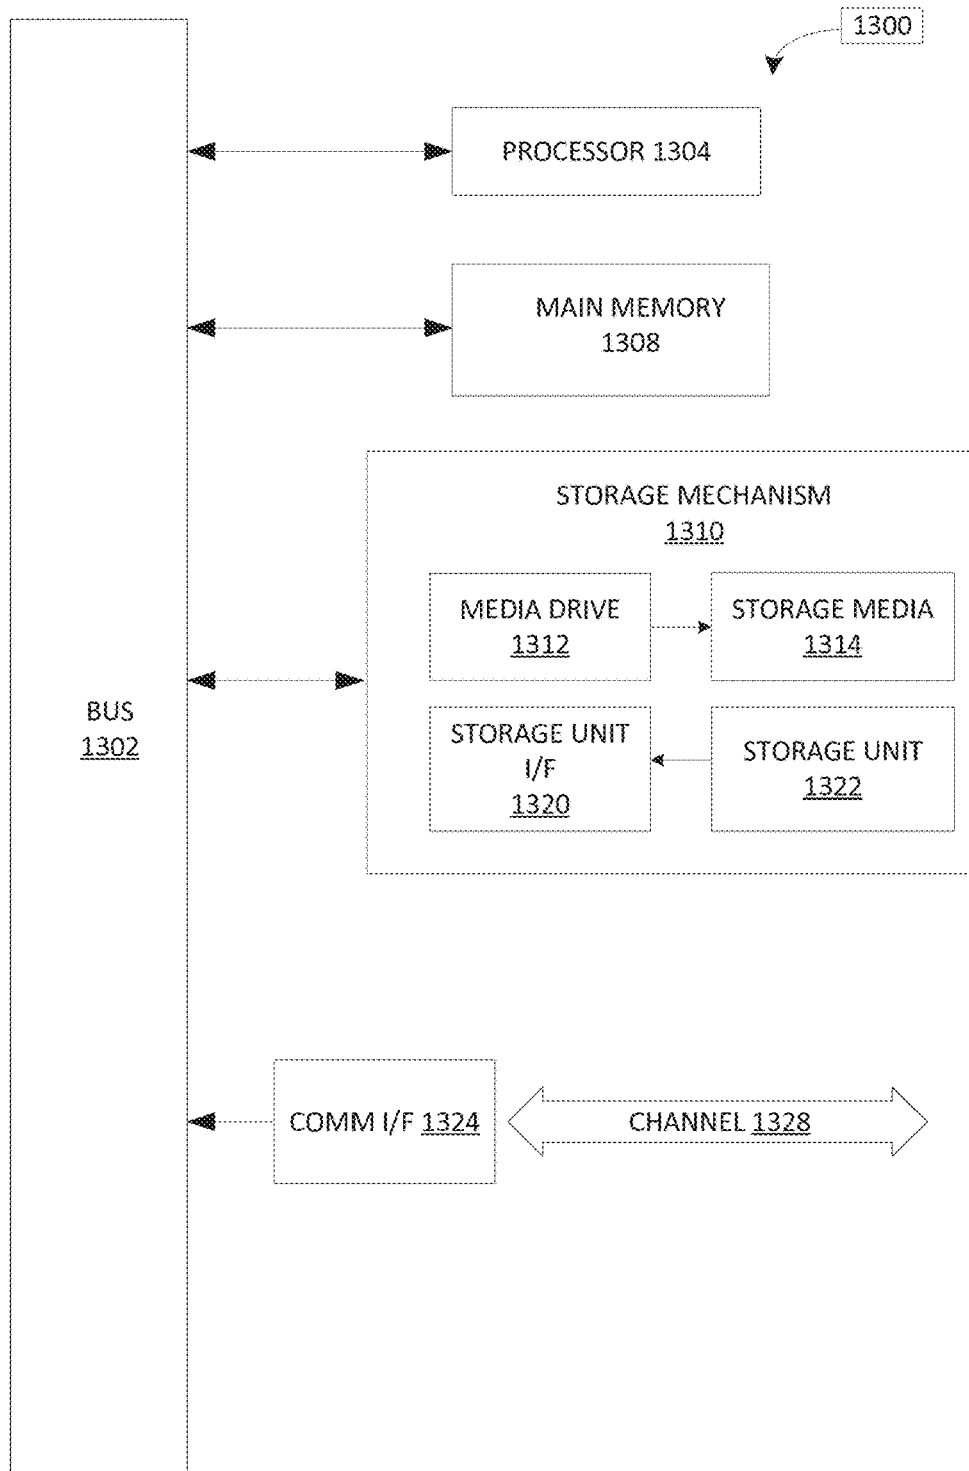 1300
PROCESSOR 1304
MAIN MEMORY
1308
STORAGE MECHANISM
1310
MEDIA DRIVE
1312
STORAGE MEDIA
1314
BUS
1302
STORAGE UNIT
I/F
1320
STORAGE UNIT
1322
COMM I/F 1324
CHANNEL 1328